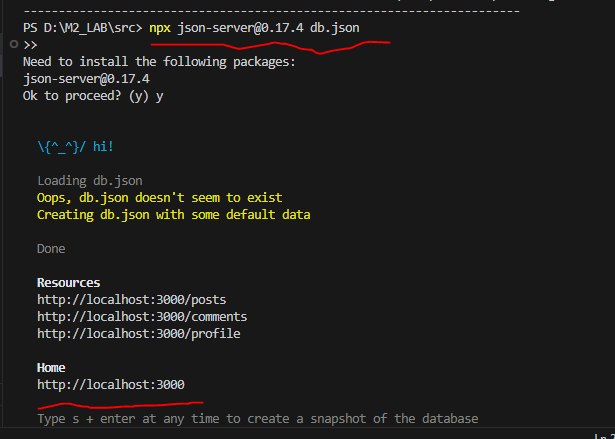 --------------------------------------------------------------------
PS D:\M2_LAB\src> npx json-server@0.17.4 db.json
>>
Need to install the following packages:
json-server@0.17.4
Ok to proceed? (y) y
\{^_^}/ hi!
Loading db.json
Oops, db.json doesn't seem to exist
Creating db.json with some default data
Done
Resources
http://localhost:3000/posts
http://localhost:3000/comments
http://localhost:3000/profile
Home
http://localhost:3000
Type s + enter at any time to create a snapshot of the database